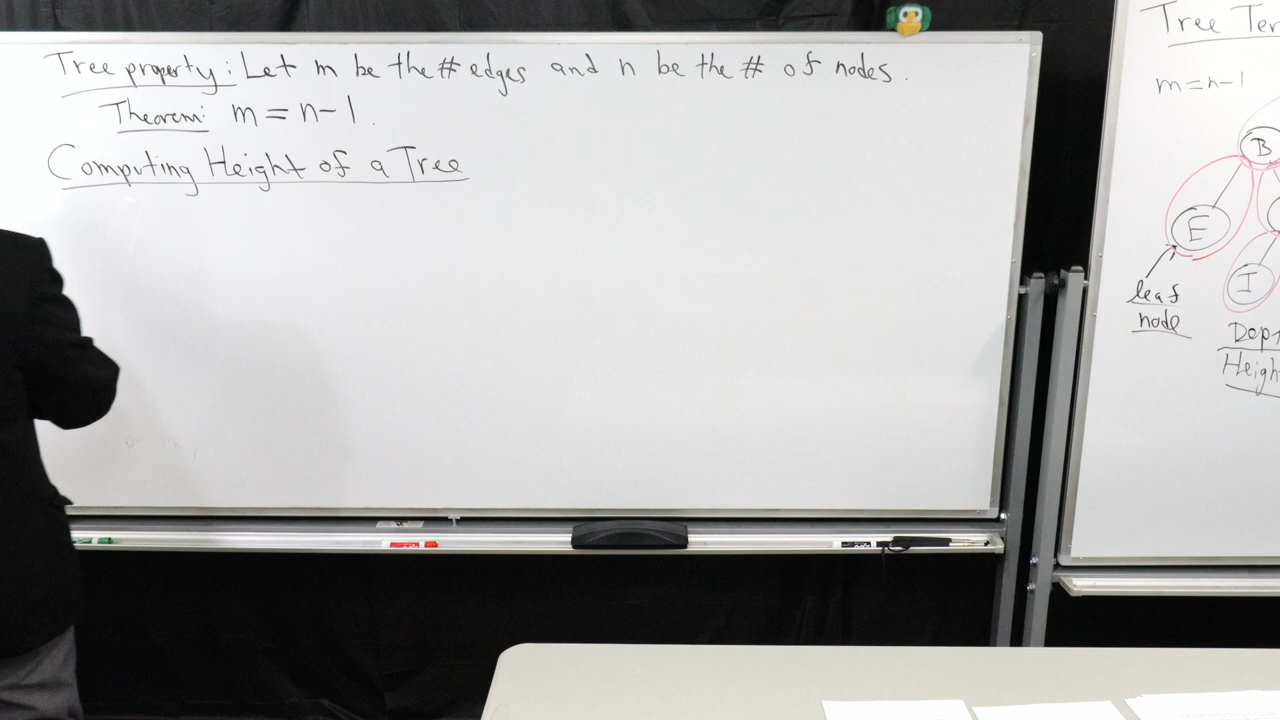 Tree property: Let m be the # edges and n be the # of nodes.
Theorem: m = n-1.
Computing Height of a Tree
Tree Ter
m=n-1
B
E
I
leaf
node
Dept
Heigh